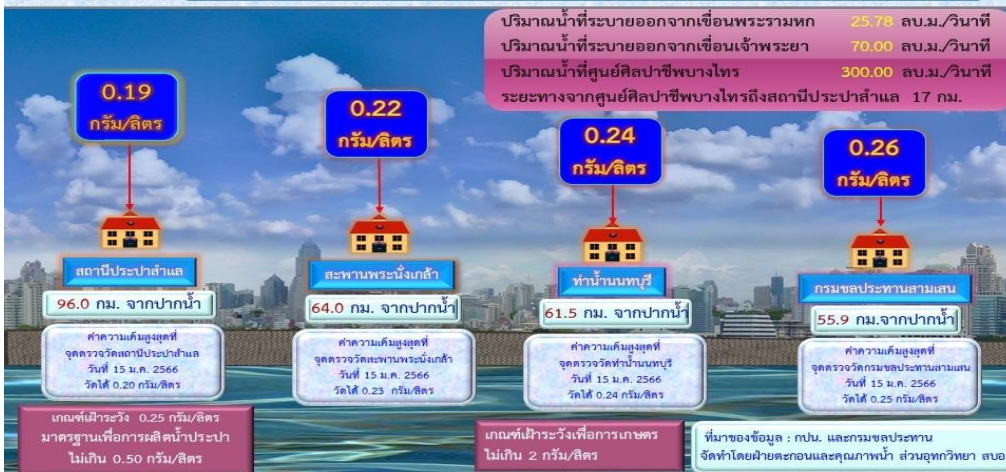 ปริมาณน้ำที่ระบายออกจากเขื่อนพระรามหก 25.78 ลบ.ม./วินาที
ปริมาณน้ำที่ระบายออกจากเขื่อนเจ้าพระยา 70.00 ลบ.ม./วินาที
ปริมาณน้ำที่ศูนย์ศิลปาชีพบางไทร 300.00 ลบ.ม./วินาที
ระยะทางจากศูนย์ศิลปาชีพบางไทรถึงสถานีประปาสำแล 17 กม.
0.19
กรัม/ลิตร
สถานีประปาสำแล
96.0 กม. จากปากน้ำ
ค่าความเค็มสูงสุดที่
จุดตรวจวัดสถานีประปาสำแล
วันที่ 15 ม.ค. 2566
วัดได้ 0.20 กรัม/ลิตร
0.22
กรัม/ลิตร
สะพานพระนั่งเกล้า
64.0 กม. จากปากน้ำ
ค่าความเค็มสูงสุดที่
จุดตรวจวัดสะพานพระนั่งเกล้า
วันที่ 15 ม.ค. 2566
วัดได้ 0.23 กรัม/ลิตร
0.24
กรัม/ลิตร
ท่าน้ำนนทบุรี
61.5 กม. จากปากน้ำ
ค่าความเค็มสูงสุดที่
จุดตรวจวัดท่าน้ำนนทบุรี
วันที่ 15 ม.ค. 2566
วัดได้ 0.24 กรัม/ลิตร
0.26
กรัม/ลิตร
กรมชลประทานสามเสน
55.9 กม.จากปากน้ำ
ค่าความเค็มสูงสุดที่
จุดตรวจวัดกรมชลประทานสามเสน
วันที่ 15 ม.ค. 2566
วัดได้ 0.25 กรัม/ลิตร
เกณฑ์เฝ้าระวัง 0.25 กรัม/ลิตร
มาตรฐานเพื่อการผลิตน้ำประปา
ไม่เกิน 0.50 กรัม/ลิตร
เกณฑ์เฝ้าระวังเพื่อการเกษตร
ไม่เกิน 2 กรัม/ลิตร
ที่มาของข้อมูล : กปน. และกรมชลประทาน
จัดทำโดยฝ่ายตะกอนและคุณภาพน้ำ ส่วนอุทกวิทยา สบอ